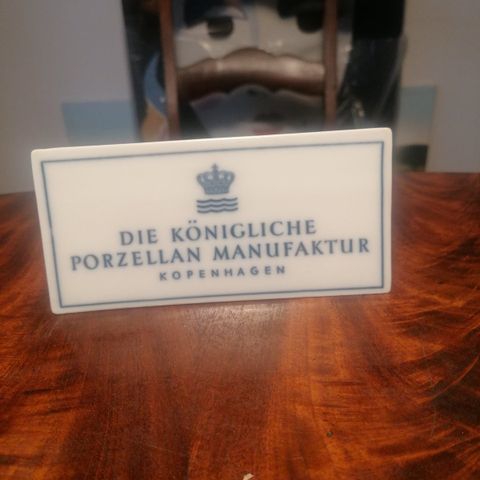 DIE KÖNIGLICHE
PORZELLAN MANUFAKTUR
KOPENHAGEN